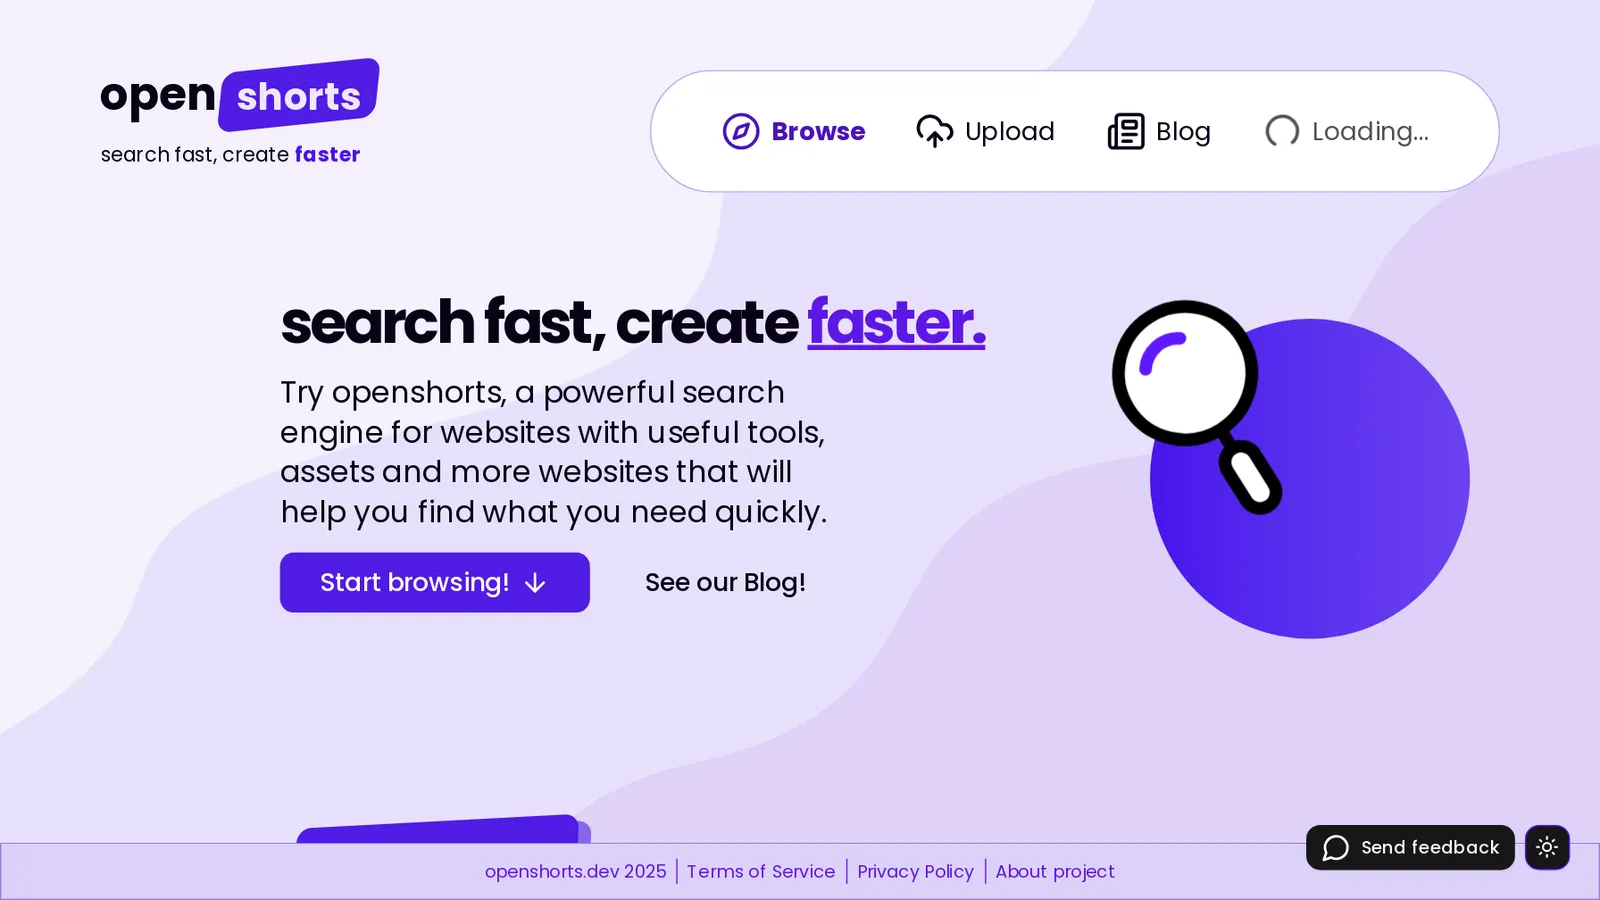 open shorts
search fast, create faster
Browse
Upload
Blog
Loading...
search fast, create faster.
Try openshorts, a powerful search
engine for websites with useful tools,
assets and more websites that will
help you find what you need quickly.
Start browsing!
See our Blog!
Send feedback
openshorts.dev 2025 | Terms of Service | Privacy Policy | About project